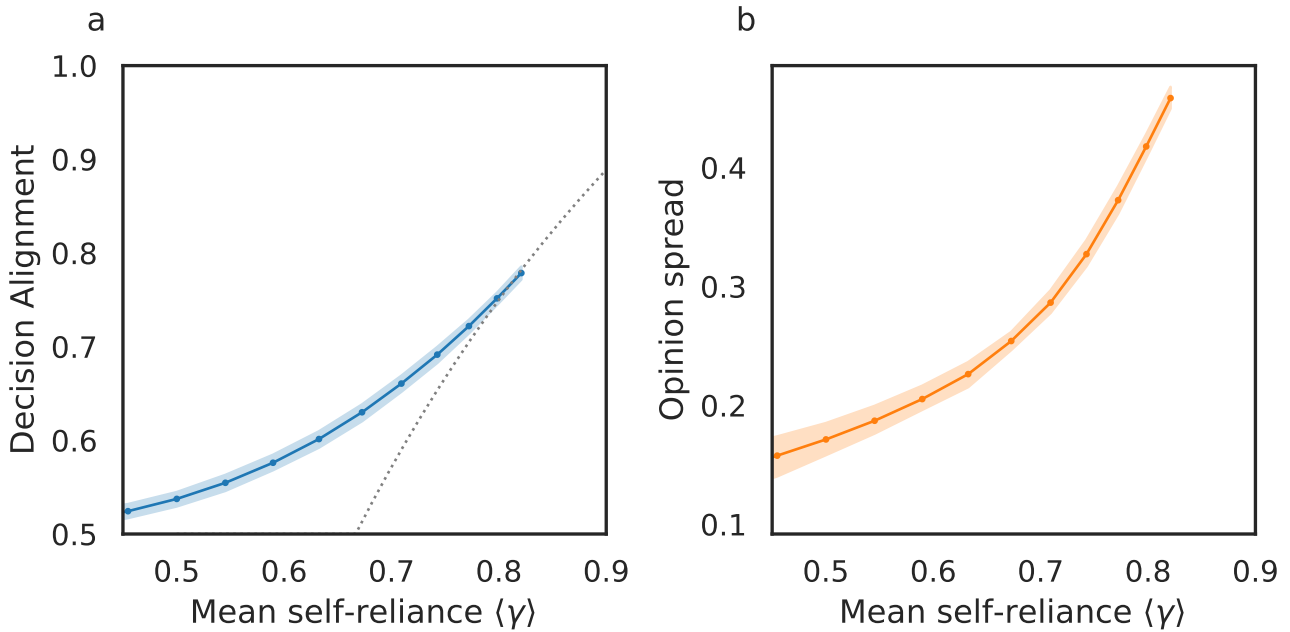 a
Decision Alignment
1.0
0.9
0.8
0.7
0.6
0.5
0.5 0.6 0.7 0.8 0.9
Mean self-reliance ⟨γ⟩
b
Opinion spread
0.4
0.3
0.2
0.1
0.5 0.6 0.7 0.8 0.9
Mean self-reliance ⟨γ⟩